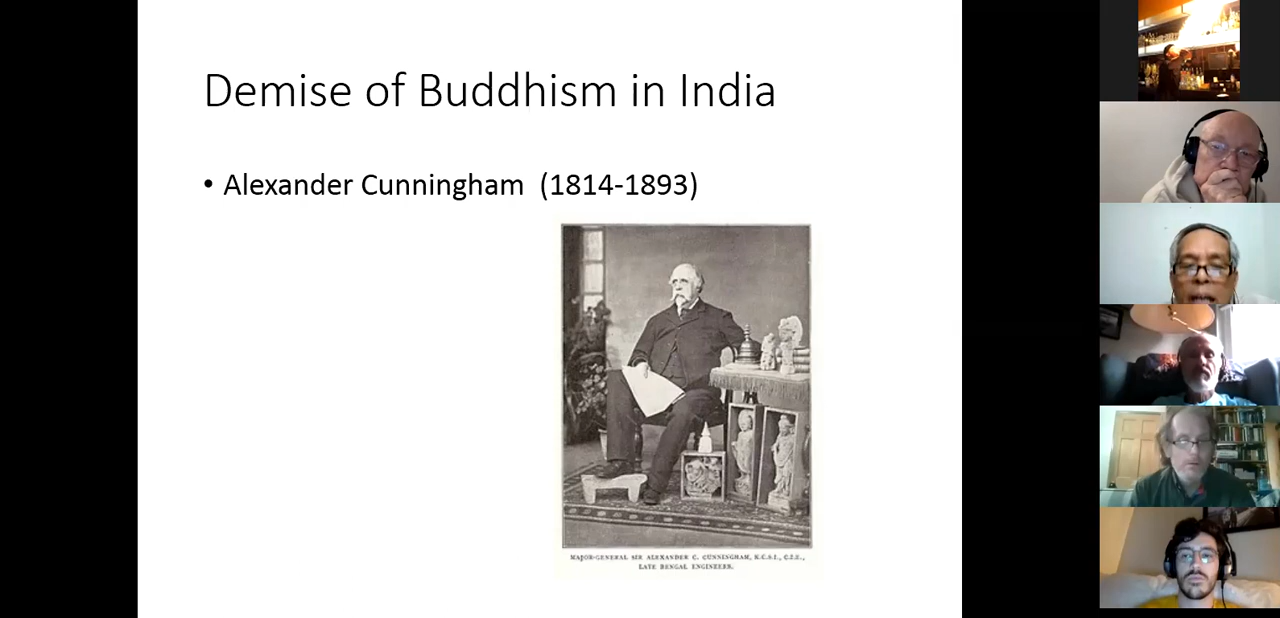 Demise of Buddhism in India
• Alexander Cunningham (1814-1893)
MAJOR-GENERAL SIR ALEXANDER C. CUNNINGHAM, K.C.S.I., C.I.E.,
LATE BENGAL ENGINEERS.